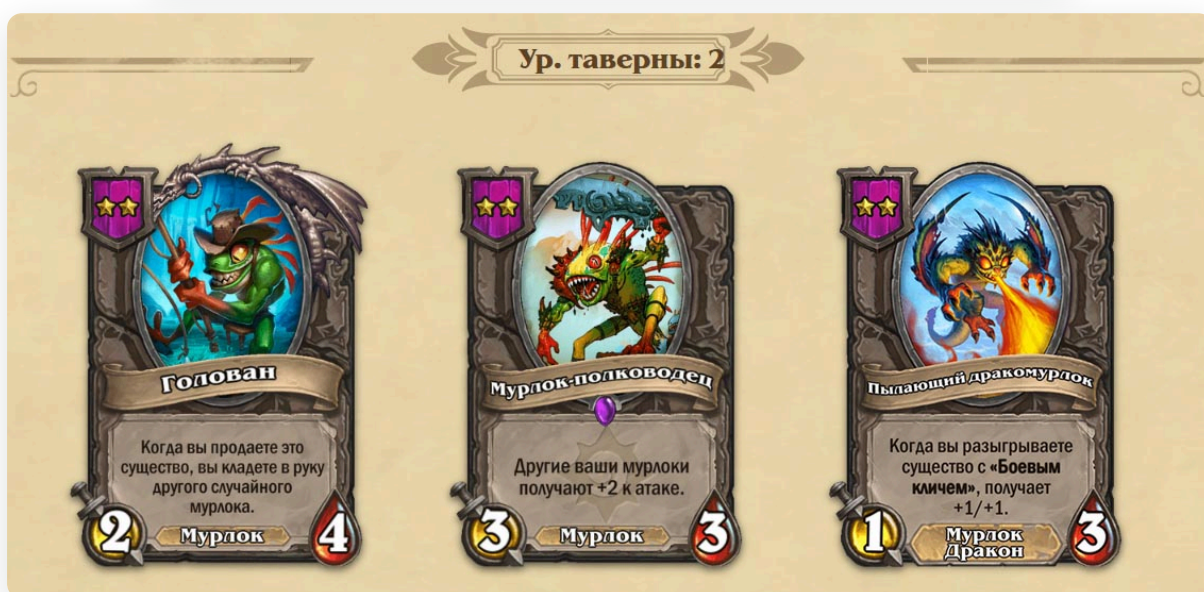 Ур. таверны: 2
Голован
Когда вы продаете это
существо, вы кладете в руку
другого случайного
мурлока.
2
Мурлок
4
Мурлок-полководец
Другие ваши мурлоки
получают +2 к атаке.
3
Мурлок
3
Пылающий дракомурлок
Когда вы разыгрываете
существо с «Боевым
кличем», получает
+1/+1.
1
Мурлок
Дракон
3